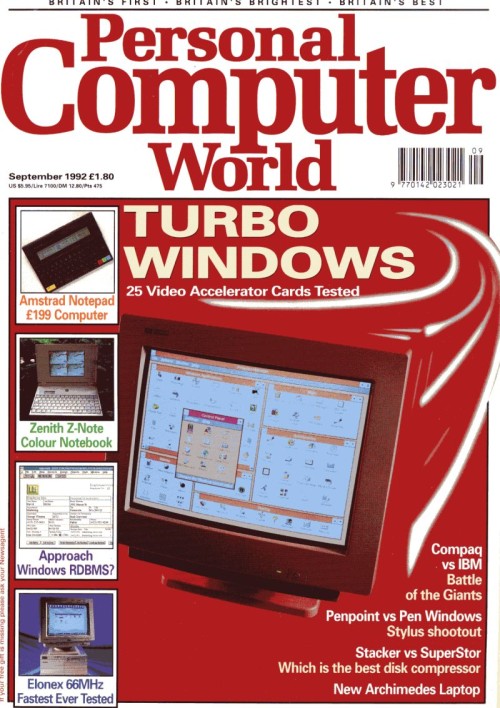 BRITAIN'S FIRST • BRITAIN'S BRIGHTEST • BRITAIN'S BEST
Personal
Computer
World
September 1992 £1.80
US $5.95/Lire 7100/DM 12.80/Pts 475
09
9 770142 023021
TURBO
WINDOWS
25 Video Accelerator Cards Tested
Amstrad Notepad
£199 Computer
Zenith Z-Note
Colour Notebook
Approach
Windows RDBMS?
Elonex 66MHz
Fastest Ever Tested
Compaq
vs IBM
Battle
of the Giants
Penpoint vs Pen Windows
Stylus shootout
Stacker vs SuperStor
Which is the best disk compressor
New Archimedes Laptop
If your free gift is missing please ask your Newsagent